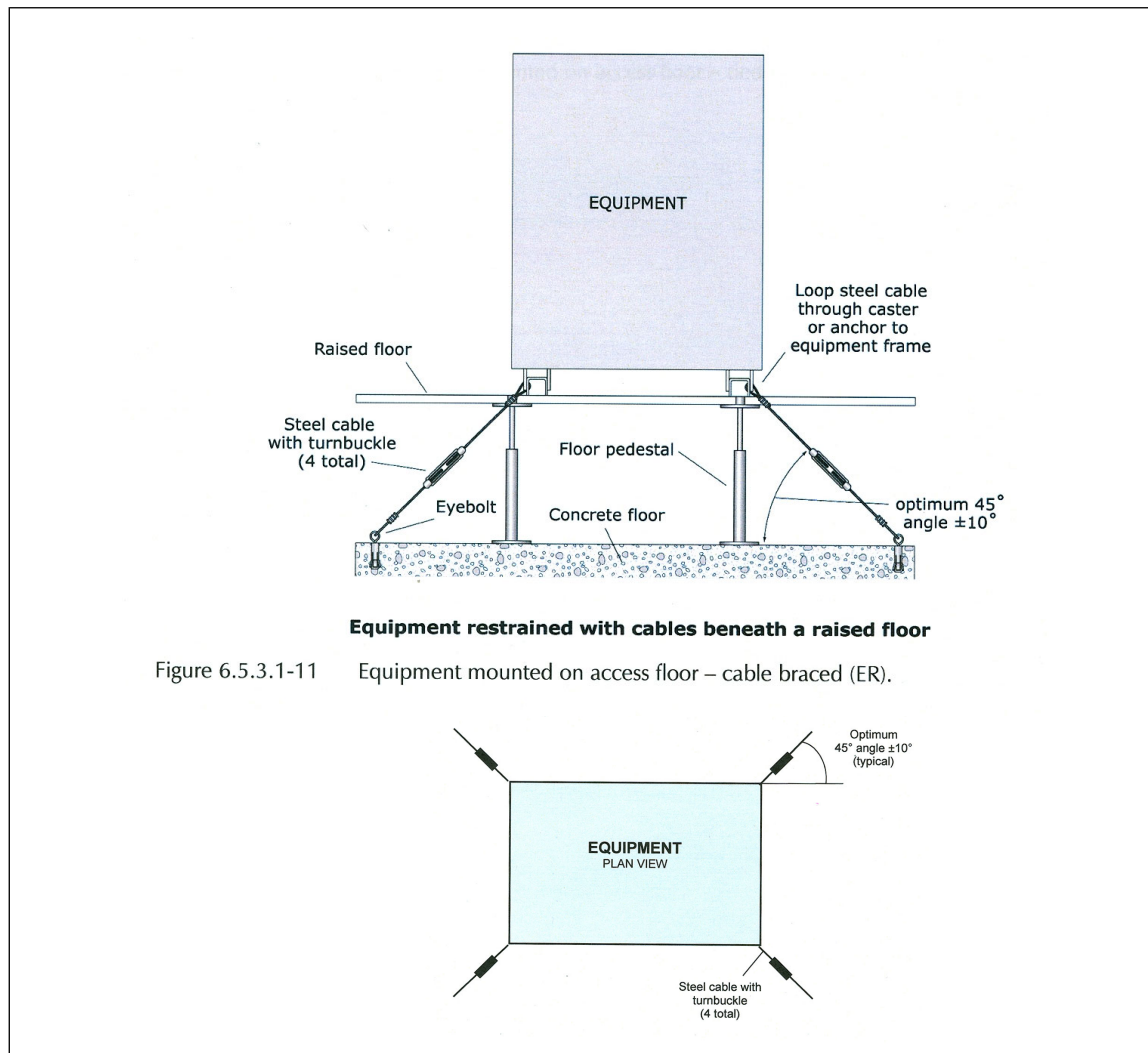 EQUIPMENT
Loop steel cable
through caster
or anchor to
equipment frame
Raised floor
Steel cable
with turnbuckle
(4 total)
Floor pedestal
Eyebolt
Concrete floor
optimum 45°
angle ±10°
Equipment restrained with cables beneath a raised floor
Figure 6.5.3.1-11 Equipment mounted on access floor – cable braced (ER).
Optimum
45° angle ±10°
(typical)
EQUIPMENT
PLAN VIEW
Steel cable with
turnbuckle
(4 total)